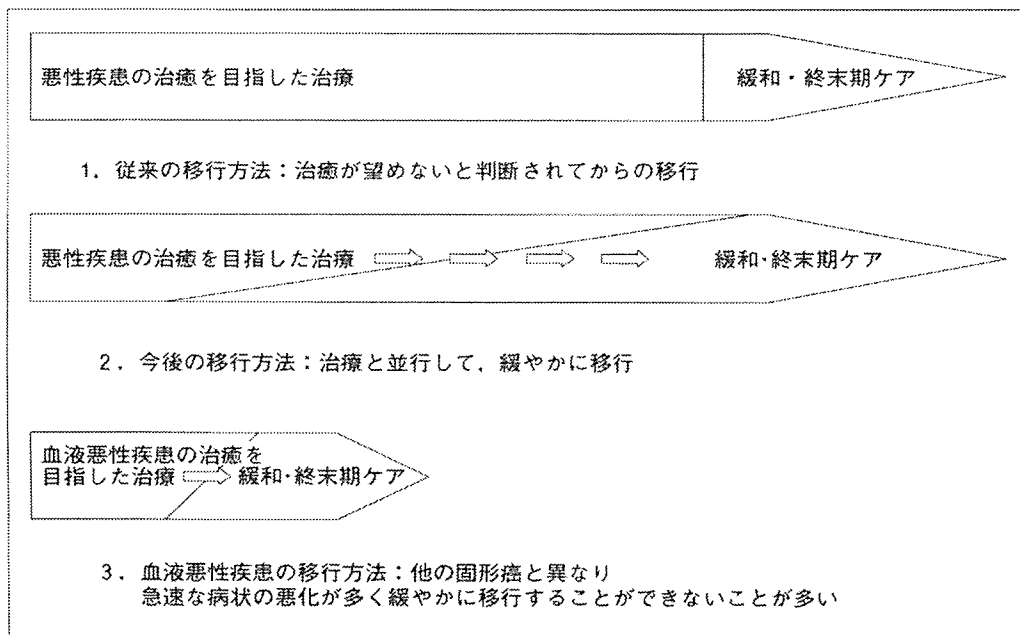 悪性疾患の治癒を目指した治療
緩和・終末期ケア
1．従来の移行方法：治癒が望めないと判断されてからの移行
悪性疾患の治癒を目指した治療
緩和・終末期ケア
2．今後の移行方法：治療と並行して，緩やかに移行
血液悪性疾患の治癒を
目指した治療
緩和・終末期ケア
3．血液悪性疾患の移行方法：他の固形癌と異なり
急速な病状の悪化が多く緩やかに移行することができないことが多い